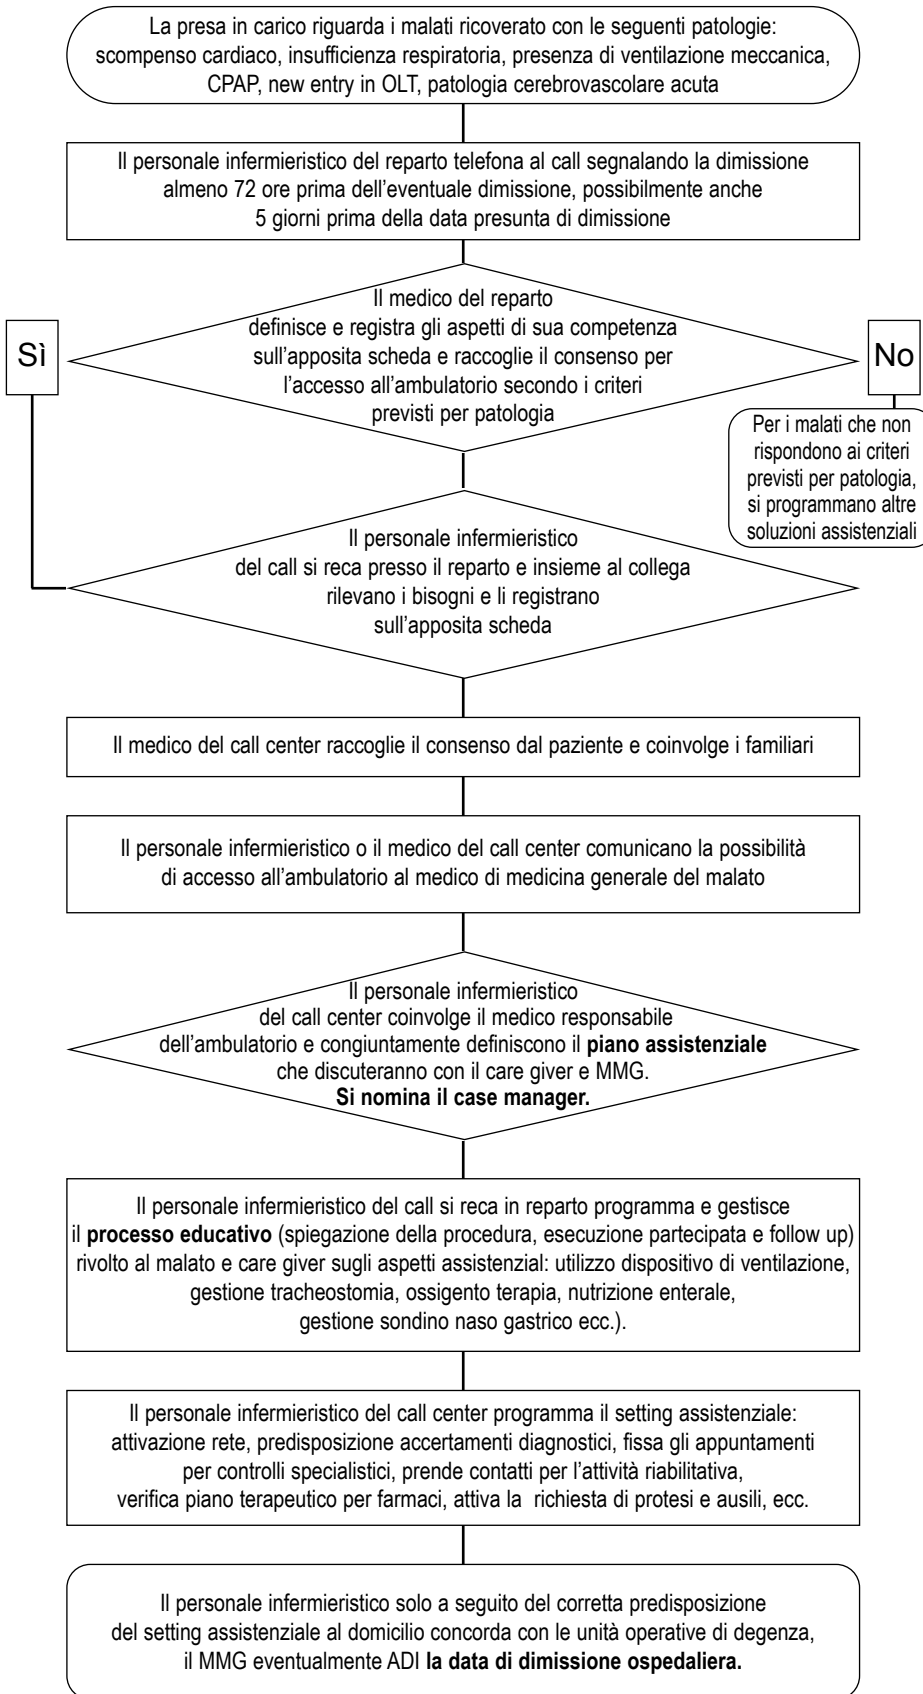 La presa in carico riguarda i malati ricoverato con le seguenti patologie:
scompenso cardiaco, insufficienza respiratoria, presenza di ventilazione meccanica,
CPAP, new entry in OLT, patologia cerebrovascolare acuta
Il personale infermieristico del reparto telefona al call segnalando la dimissione
almeno 72 ore prima dell'eventuale dimissione, possibilmente anche
5 giorni prima della data presunta di dimissione
Il medico del reparto
definisce e registra gli aspetti di sua competenza
sull'apposita scheda e raccoglie il consenso per
l'accesso all'ambulatorio secondo i criteri
previsti per patologia
Sì
No
Per i malati che non
rispondono ai criteri
previsti per patologia,
si programmano altre
soluzioni assistenziali
Il personale infermieristico
del call si reca presso il reparto e insieme al collega
rilevano i bisogni e li registrano
sull'apposita scheda
Il medico del call center raccoglie il consenso dal paziente e coinvolge i familiari
Il personale infermieristico o il medico del call center comunicano la possibilità
di accesso all'ambulatorio al medico di medicina generale del malato
Il personale infermieristico
del call center coinvolge il medico responsabile
dell'ambulatorio e congiuntamente definiscono il piano assistenziale
che discuteranno con il care giver e MMG.
Si nomina il case manager.
Il personale infermieristico del call si reca in reparto programma e gestisce
il processo educativo (spiegazione della procedura, esecuzione partecipata e follow up)
rivolto al malato e care giver sugli aspetti assistenzial: utilizzo dispositivo di ventilazione,
gestione tracheostomia, ossigento terapia, nutrizione enterale,
gestione sondino naso gastrico ecc.).
Il personale infermieristico del call center programma il setting assistenziale:
attivazione rete, predisposizione accertamenti diagnostici, fissa gli appuntamenti
per controlli specialistici, prende contatti per l'attività riabilitativa,
verifica piano terapeutico per farmaci, attiva la richiesta di protesi e ausili, ecc.
Il personale infermieristico solo a seguito del corretta predisposizione
del setting assistenziale al domicilio concorda con le unità operative di degenza,
il MMG eventualmente ADI la data di dimissione ospedaliera.